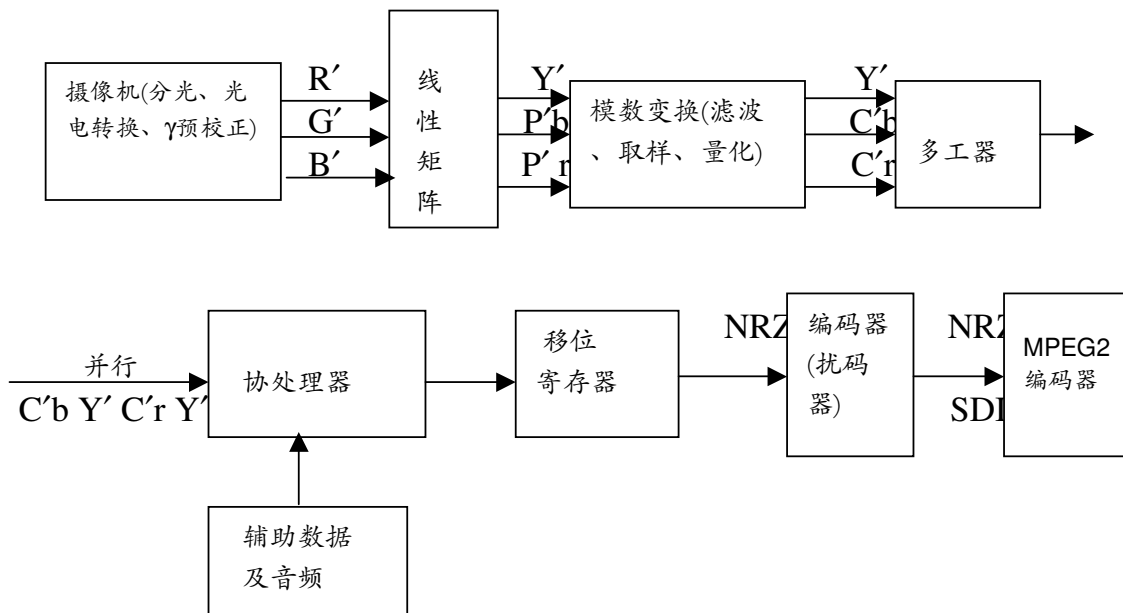 摄像机(分光、光
电转换、γ预校正)
R′
G′
B′
线
性
矩
阵
Y′
P′b
P′ r
模数变换(滤波
、取样、量化)
Y′
C′b
C′r
多工器
并行
C′b Y′ C′r Y′
协处理器
移位
寄存器
NRZ
编码器
(扰码
器)
NRZ
SDI
MPEG2
编码器
辅助数据
及音频